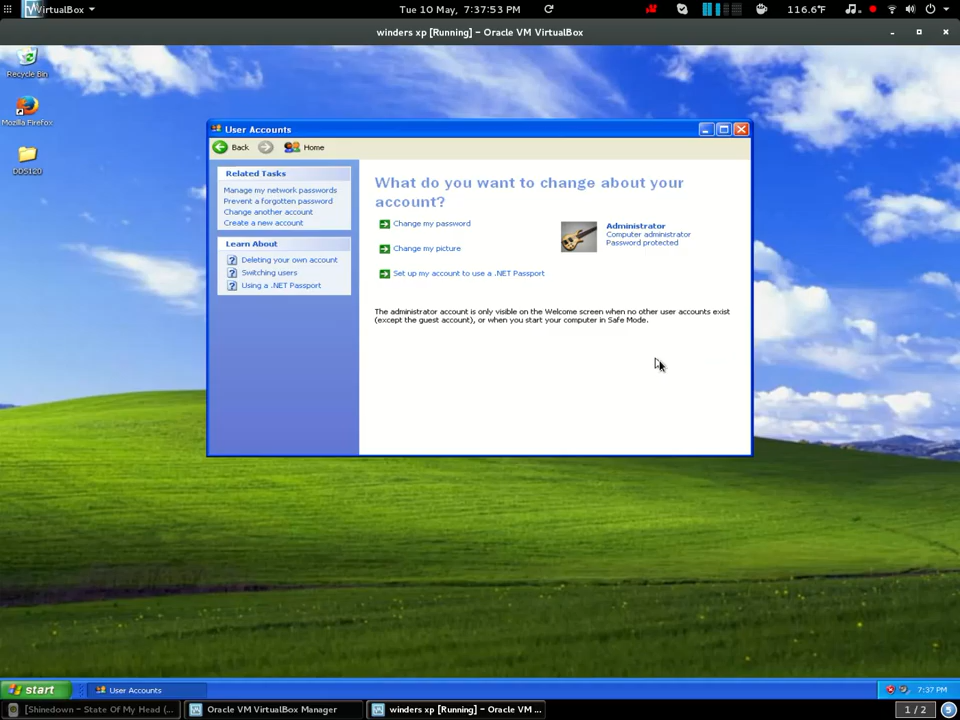 VirtualBox
Tue 10 May, 7:37:53 PM
116.6°F
winders xp [Running] – Oracle VM VirtualBox
Recycle Bin
Mozilla Firefox
DDS120
User Accounts
Back
Home
Related Tasks
Manage my network passwords
Prevent a forgotten password
Change another account
Create a new account
Learn About
Deleting your own account
Switching users
Using a .NET Passport
What do you want to change about your
account?
Change my password
Change my picture
Set up my account to use a .NET Passport
Administrator
Computer administrator
Password protected
The administrator account is only visible on the Welcome screen when no other user accounts exist
(except the guest account), or when you start your computer in Safe Mode.
start
User Accounts
7:37 PM
[Shinedown – State Of My Head (...
Oracle VM VirtualBox Manager
winders xp [Running] – Oracle VM ...
1 / 2
5